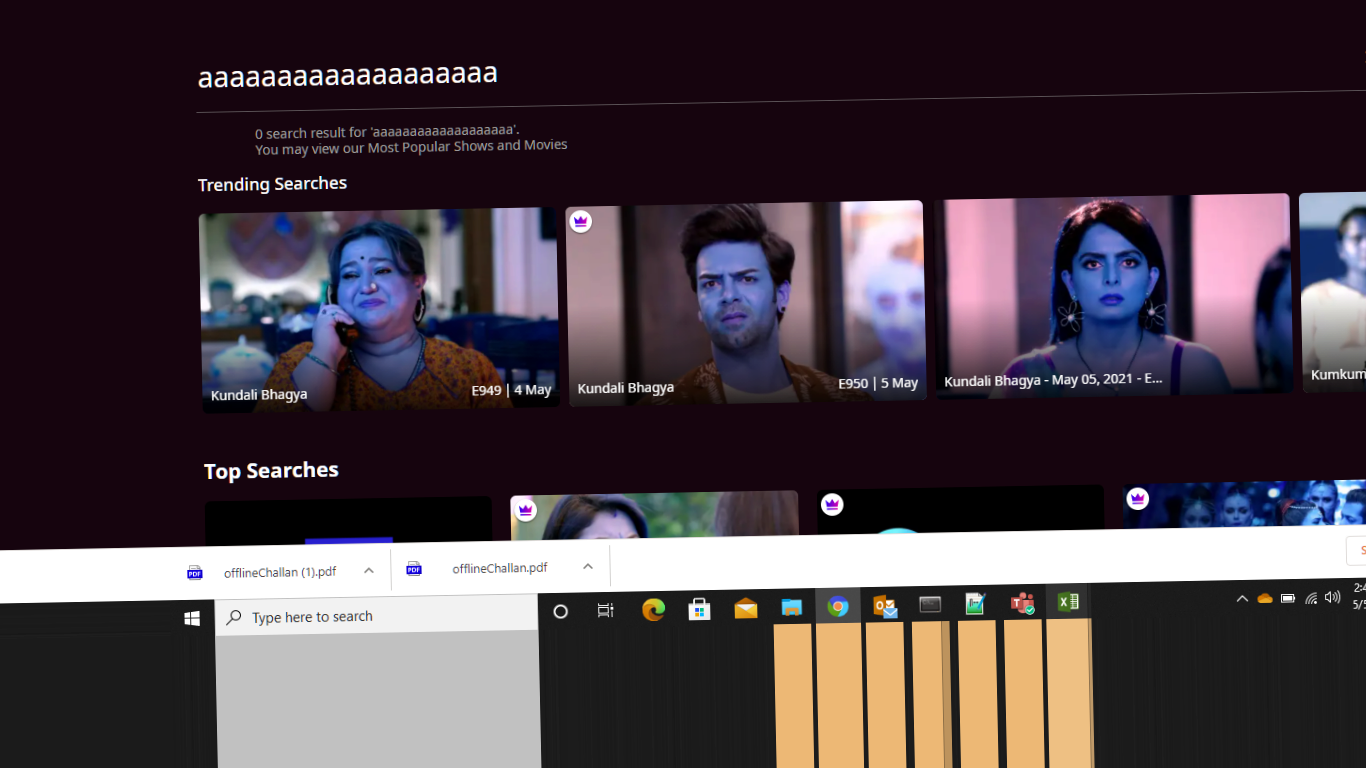 aaaaaaaaaaaaaaaaaaa
0 search result for 'aaaaaaaaaaaaaaaaaaa'.
You may view our Most Popular Shows and Movies
Trending Searches
Kundali Bhagya
E949 | 4 May
Kundali Bhagya
E950 | 5 May
Kundali Bhagya - May 05, 2021 - E...
Kumkum
Top Searches
PDF
offlineChallan (1).pdf
PDF
offlineChallan.pdf
S
Type here to search
2:4
5/5